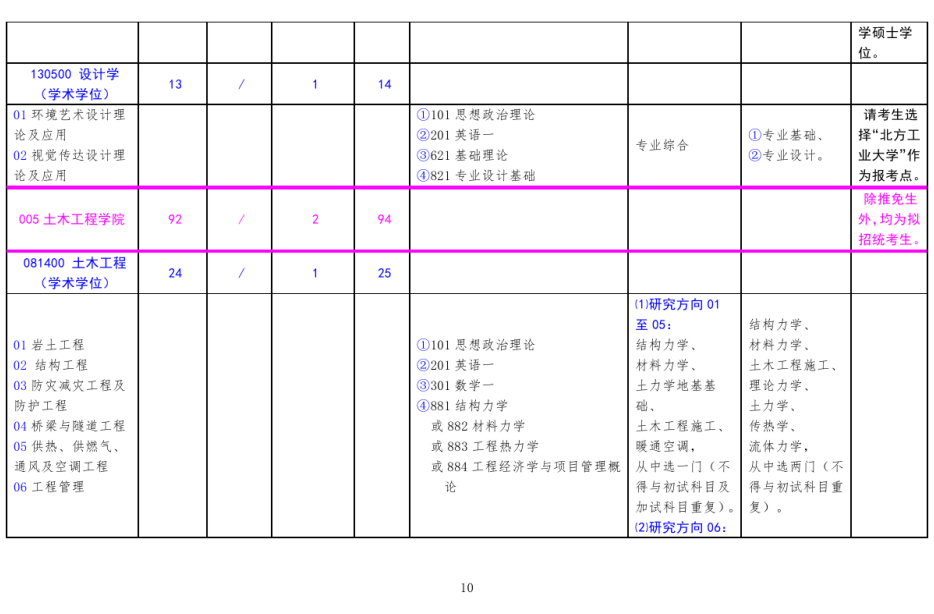 学硕士学
位。
130500 设计学
（学术学位）
13
/
1
14
01 环境艺术设计理
论及应用
02 视觉传达设计理
论及应用
①101 思想政治理论
②201 英语一
③621 基础理论
④821 专业设计基础
专业综合
①专业基础、
②专业设计。
请考生选
择“北方工
业大学”作
为报考点。
005 土木工程学院
92
/
2
94
除推免生
外，均为拟
招统考生。
081400 土木工程
（学术学位）
24
/
1
25
01 岩土工程
02 结构工程
03 防灾减灾工程及
防护工程
04 桥梁与隧道工程
05 供热、供燃气、
通风及空调工程
06 工程管理
①101 思想政治理论
②201 英语一
③301 数学一
④881 结构力学
或 882 材料力学
或 883 工程热力学
或 884 工程经济学与项目管理概
论
⑴研究方向 01
至 05：
结构力学、
材料力学、
土力学地基基
础、
土木工程施工、
暖通空调，
从中选一门（不
得与初试科目及
加试科目重复）。
⑵研究方向 06：
结构力学、
材料力学、
土木工程施工、
理论力学、
土力学、
传热学、
流体力学，
从中选两门（不
得与初试科目重
复）。
10